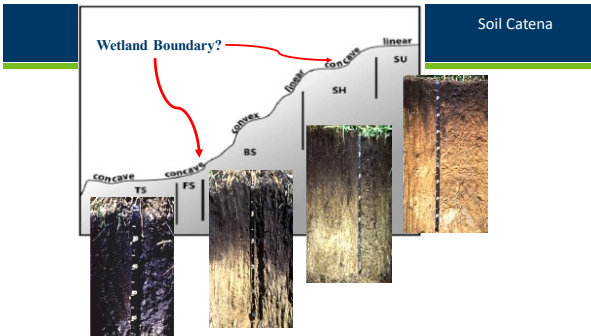 Soil Catena
Wetland Boundary?
linear
concave
SU
linear
SH
convex
BS
concave
concave
FS
TS